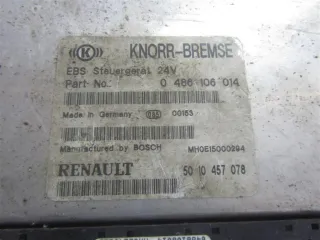 KNORR-BREMSE
EBS Steuergerät 24V
Part No.: 0 486 106 014
Made in Germany 00153
Manufactured by BOSCH MH0E15000294
RENAULT 50 10 457 078